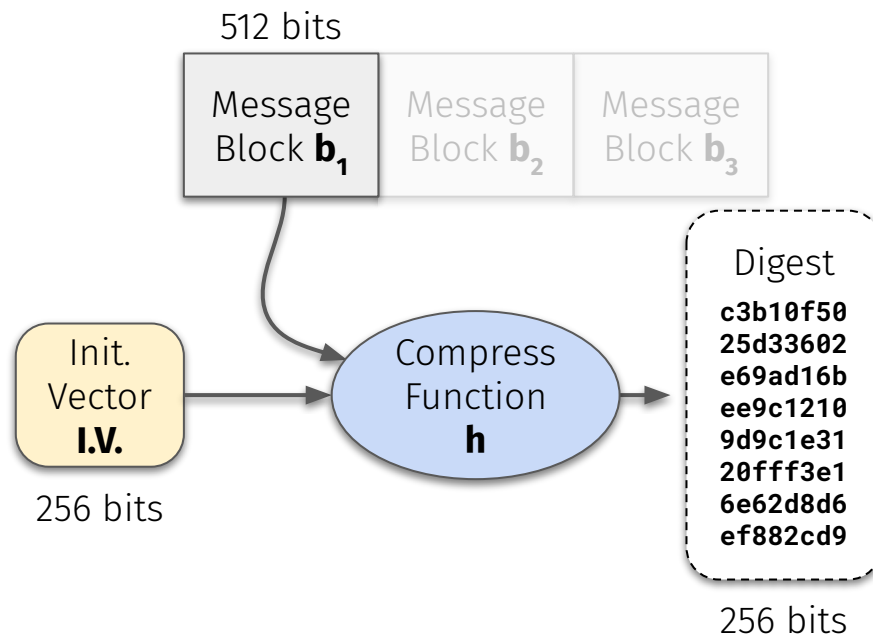 512 bits
Message
Block b₁
Message
Block b₂
Message
Block b₃
Init.
Vector
I.V.
256 bits
Compress
Function
h
Digest
c3b10f50
25d33602
e69ad16b
ee9c1210
9d9c1e31
20fff3e1
6e62d8d6
ef882cd9
256 bits